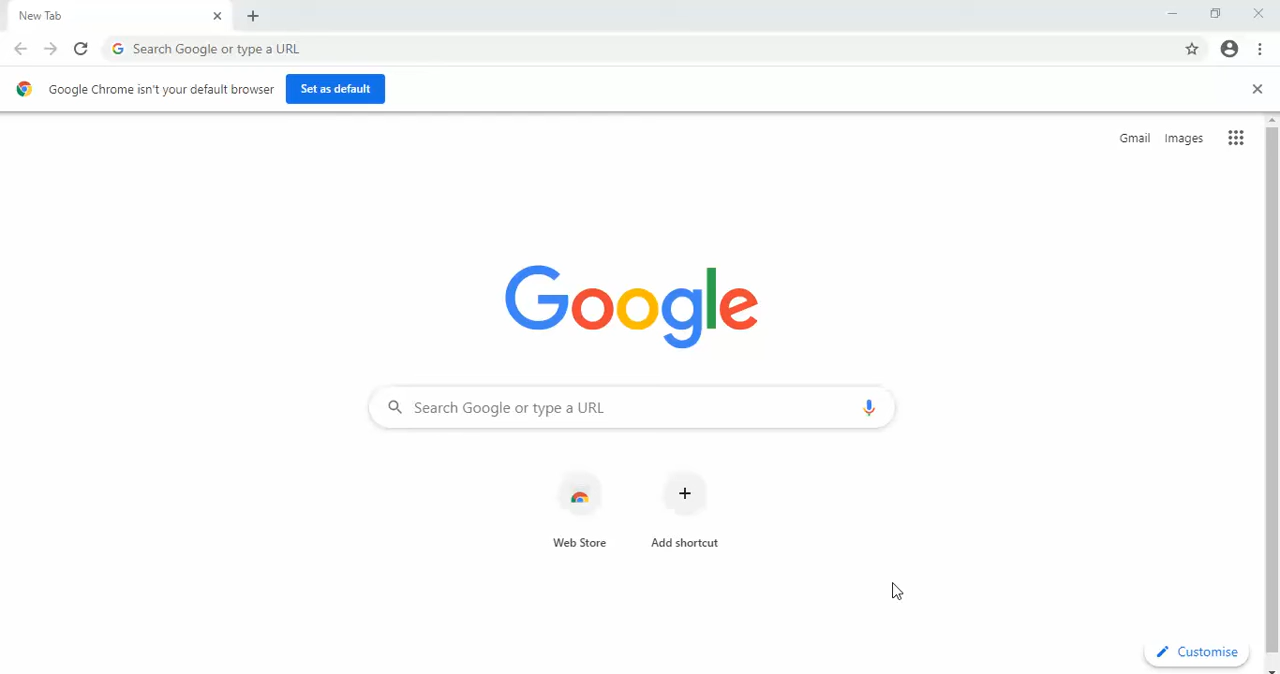 New Tab
Search Google or type a URL
Google Chrome isn't your default browser Set as default
Gmail Images
Google
Search Google or type a URL
Web Store Add shortcut
Customise